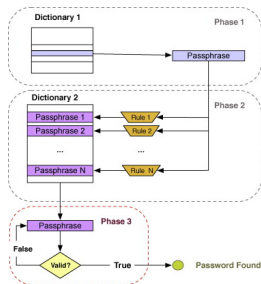 Dictionary 1
Phase 1
Passphrase
Dictionary 2
Phase 2
Passphrase 1
Rule 1
Passphrase 2
Rule 2
...
...
Passphrase N
Rule N
Phase 3
Passphrase
False
Valid?
True
Password Found